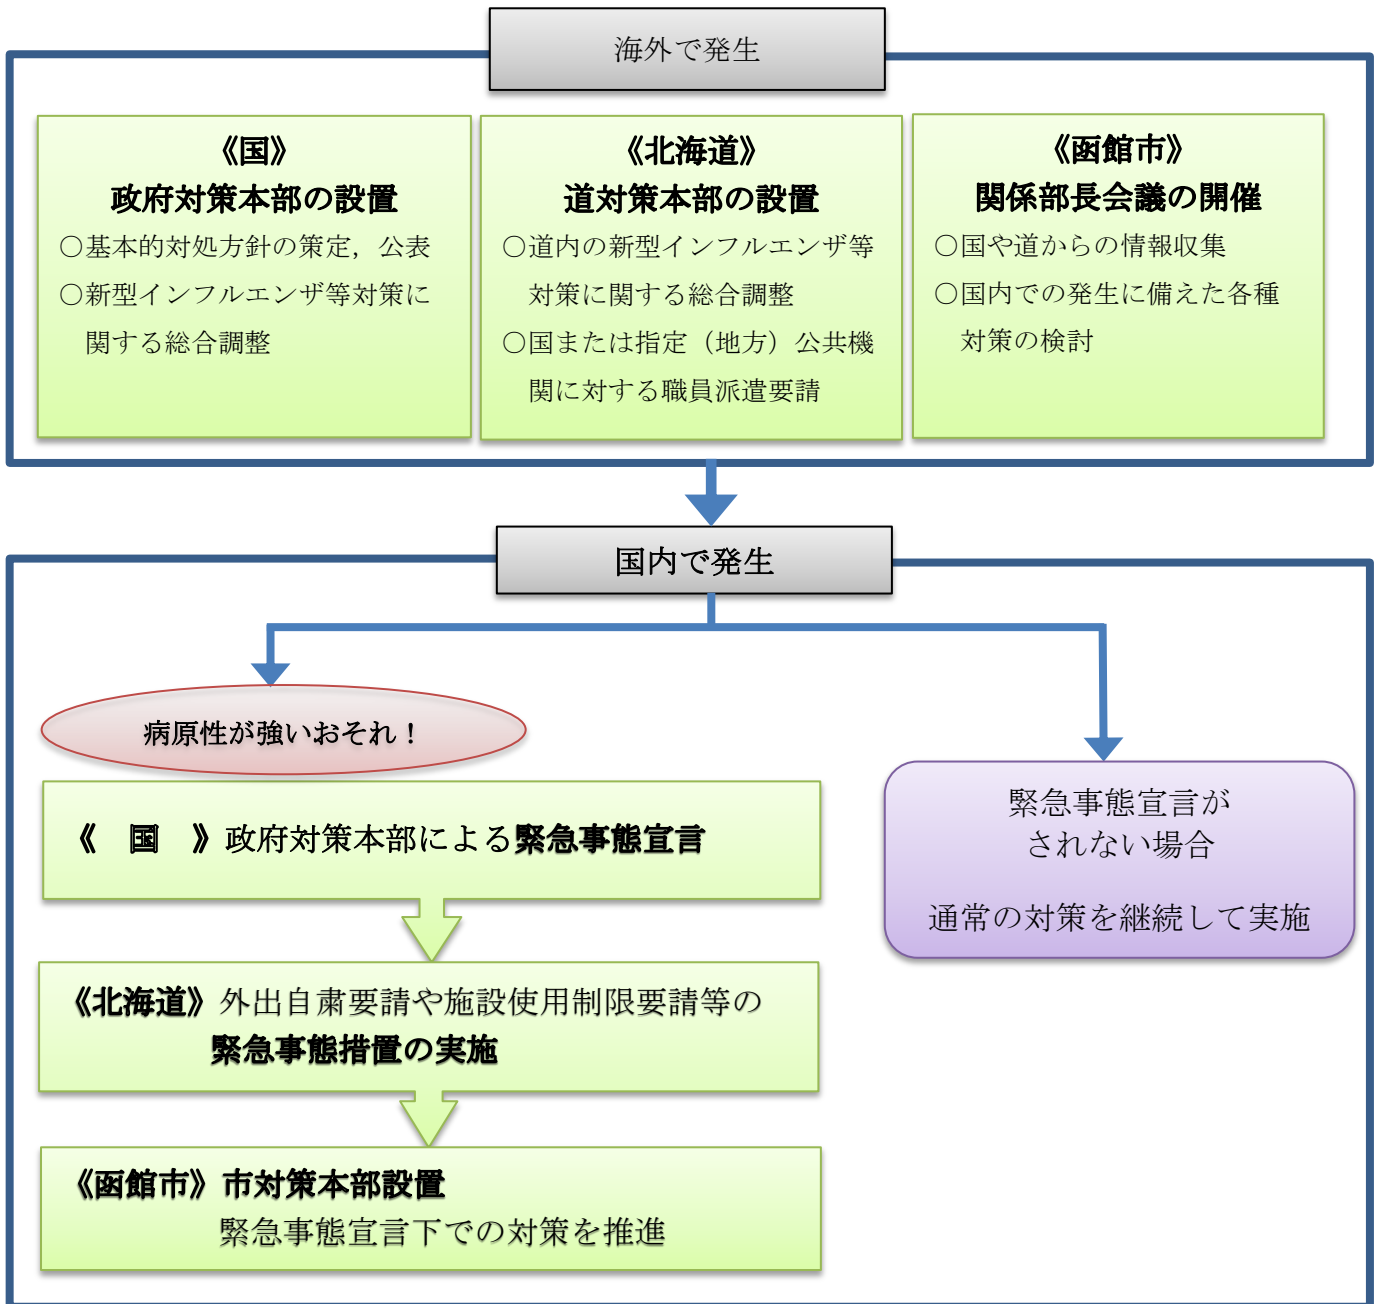 海外で発生
《国》
政府対策本部の設置
○基本的対処方針の策定，公表
○新型インフルエンザ等対策に
関する総合調整
《北海道》
道対策本部の設置
○道内の新型インフルエンザ等
対策に関する総合調整
○国または指定（地方）公共機
関に対する職員派遣要請
《函館市》
関係部長会議の開催
○国や道からの情報収集
○国内での発生に備えた各種
対策の検討
国内で発生
病原性が強いおそれ！
《　国　》政府対策本部による緊急事態宣言
《北海道》外出自粛要請や施設使用制限要請等の
緊急事態措置の実施
《函館市》市対策本部設置
緊急事態宣言下での対策を推進
緊急事態宣言が
されない場合
通常の対策を継続して実施